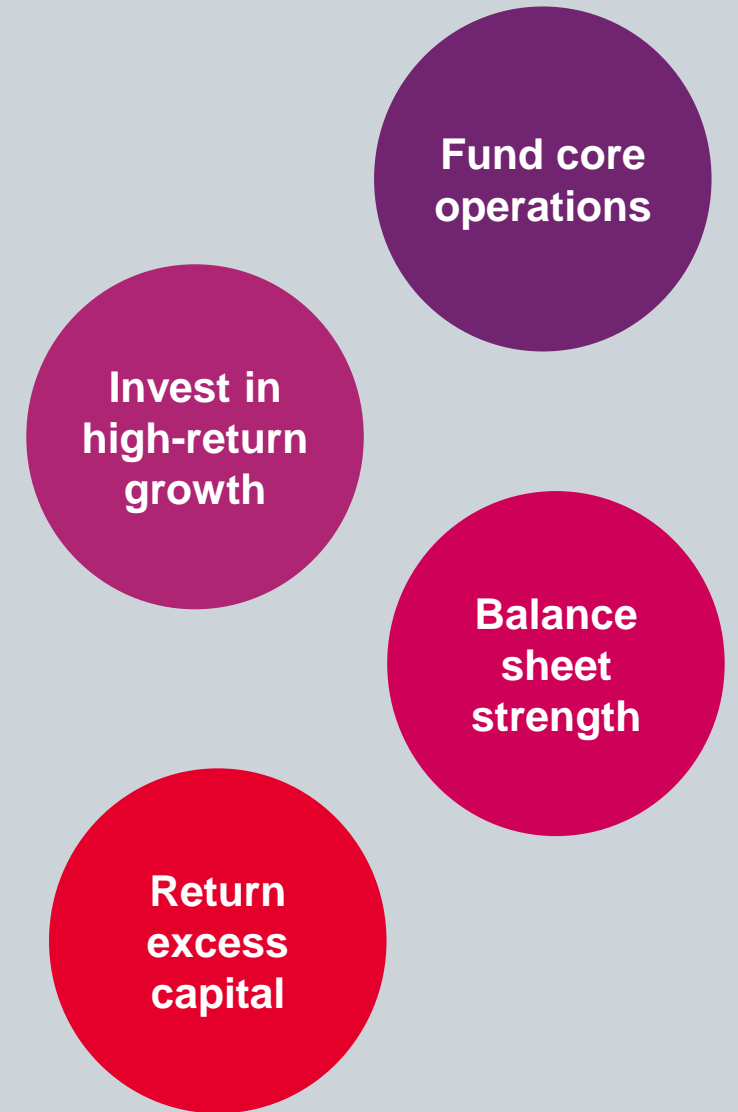 Fund core
operations
Invest in
high-return
growth
Balance
sheet
strength
Return
excess
capital